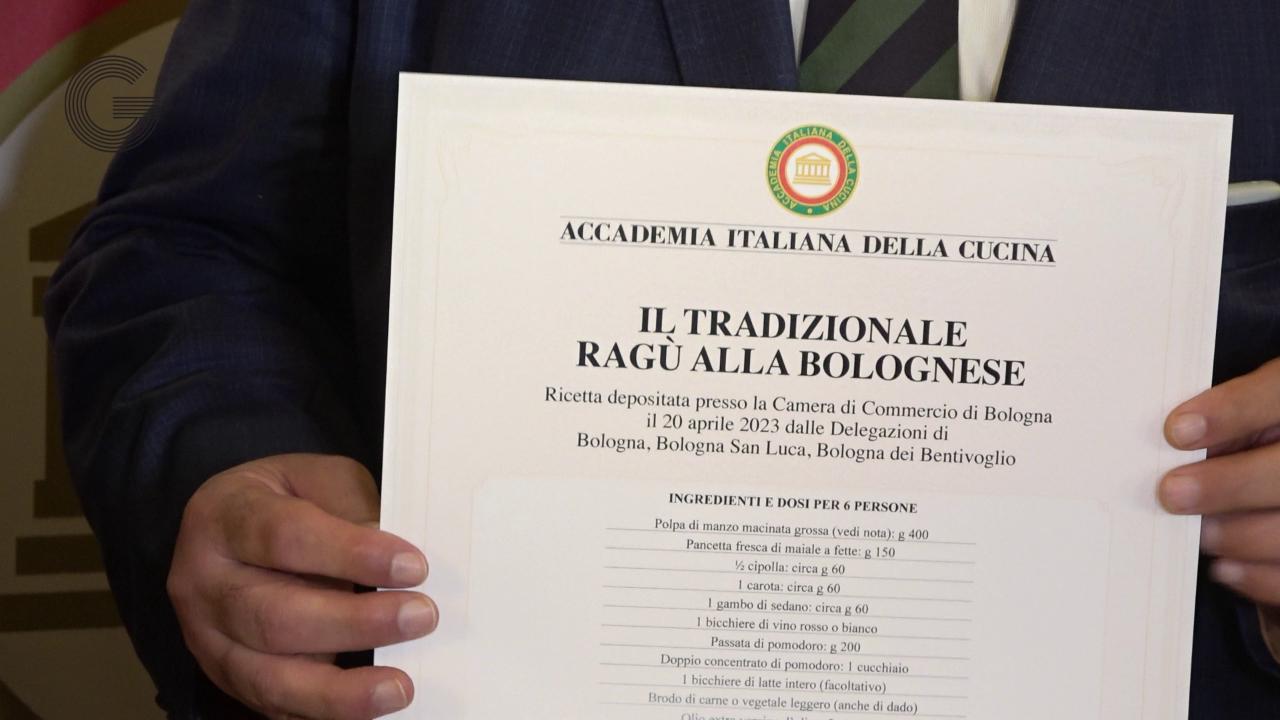 G
ACCADEMIA ITALIANA DELLA CUCINA
ACCADEMIA ITALIANA DELLA CUCINA
IL TRADIZIONALE
RAGÙ ALLA BOLOGNESE
Ricetta depositata presso la Camera di Commercio di Bologna
il 20 aprile 2023 dalle Delegazioni di
Bologna, Bologna San Luca, Bologna dei Bentivoglio
INGREDIENTI E DOSI PER 6 PERSONE
Polpa di manzo macinata grossa (vedi nota): g 400
Pancetta fresca di maiale a fette: g 150
½ cipolla: circa g 60
1 carota: circa g 60
1 gambo di sedano: circa g 60
1 bicchiere di vino rosso o bianco
Passata di pomodoro: g 200
Doppio concentrato di pomodoro: 1 cucchiaio
1 bicchiere di latte intero (facoltativo)
Brodo di carne o vegetale leggero (anche di dado)
Olio